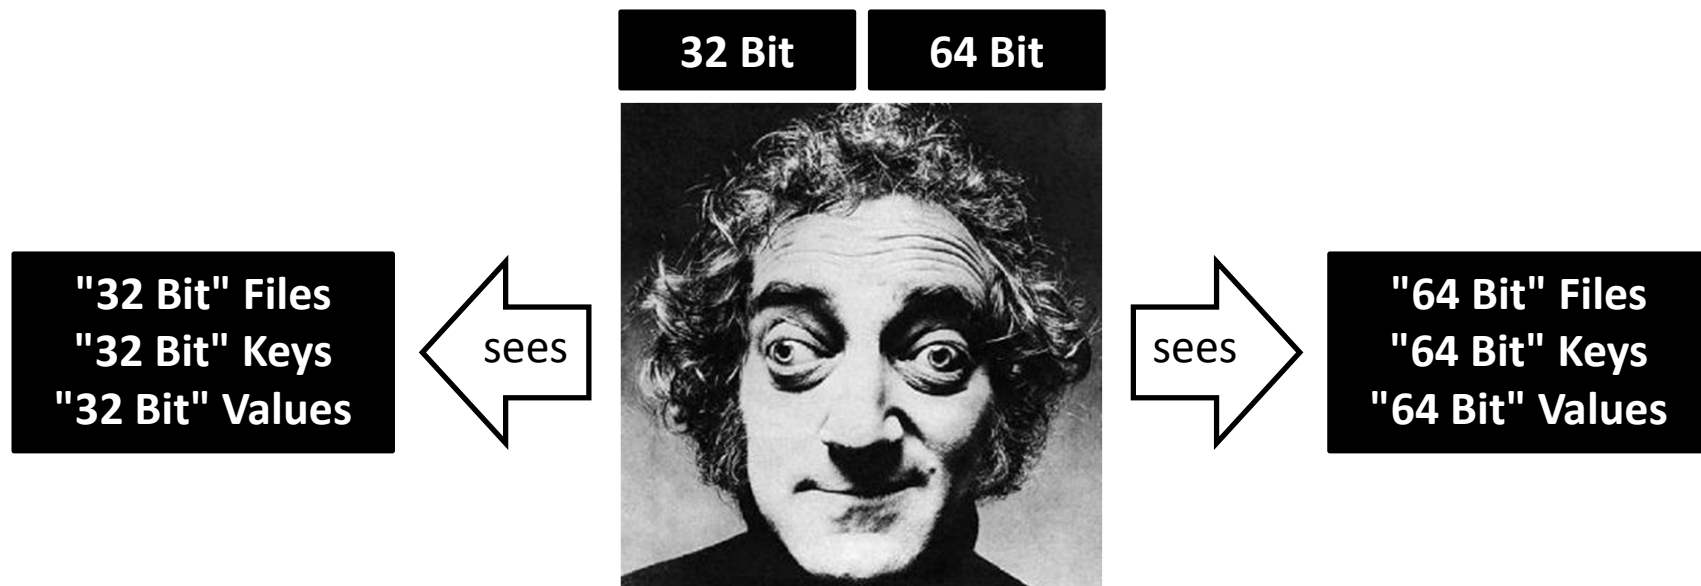 32 Bit
64 Bit
"32 Bit" Files
"32 Bit" Keys
"32 Bit" Values
sees
sees
"64 Bit" Files
"64 Bit" Keys
"64 Bit" Values